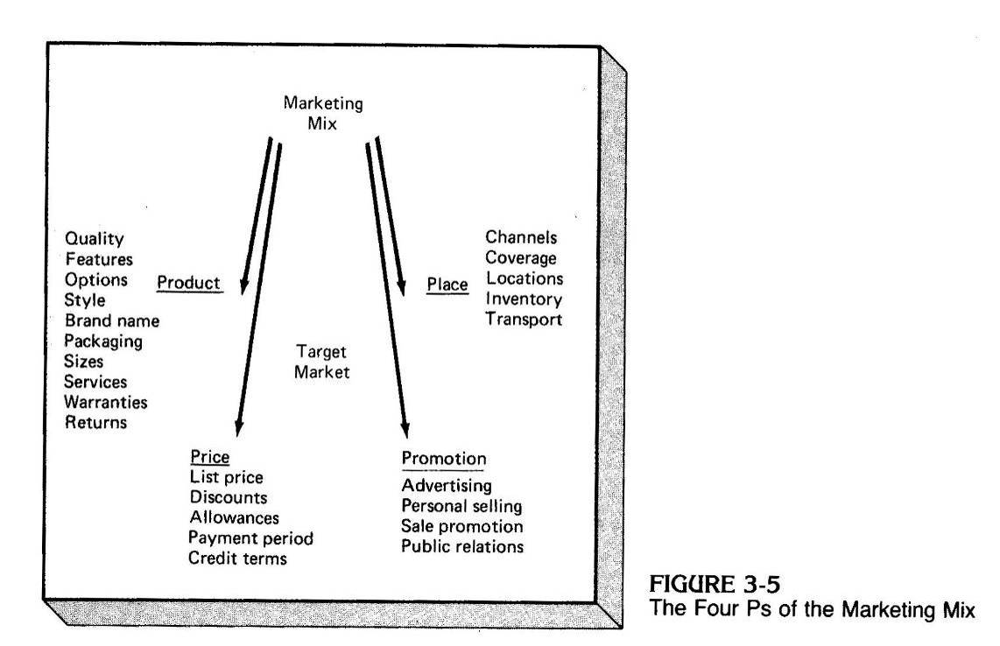 Marketing
Mix
Quality
Features
Options
Style
Brand name
Packaging
Sizes
Services
Warranties
Returns
Product
Place
Channels
Coverage
Locations
Inventory
Transport
Target
Market
Price
List price
Discounts
Allowances
Payment period
Credit terms
Promotion
Advertising
Personal selling
Sale promotion
Public relations
FIGURE 3-5
The Four Ps of the Marketing Mix